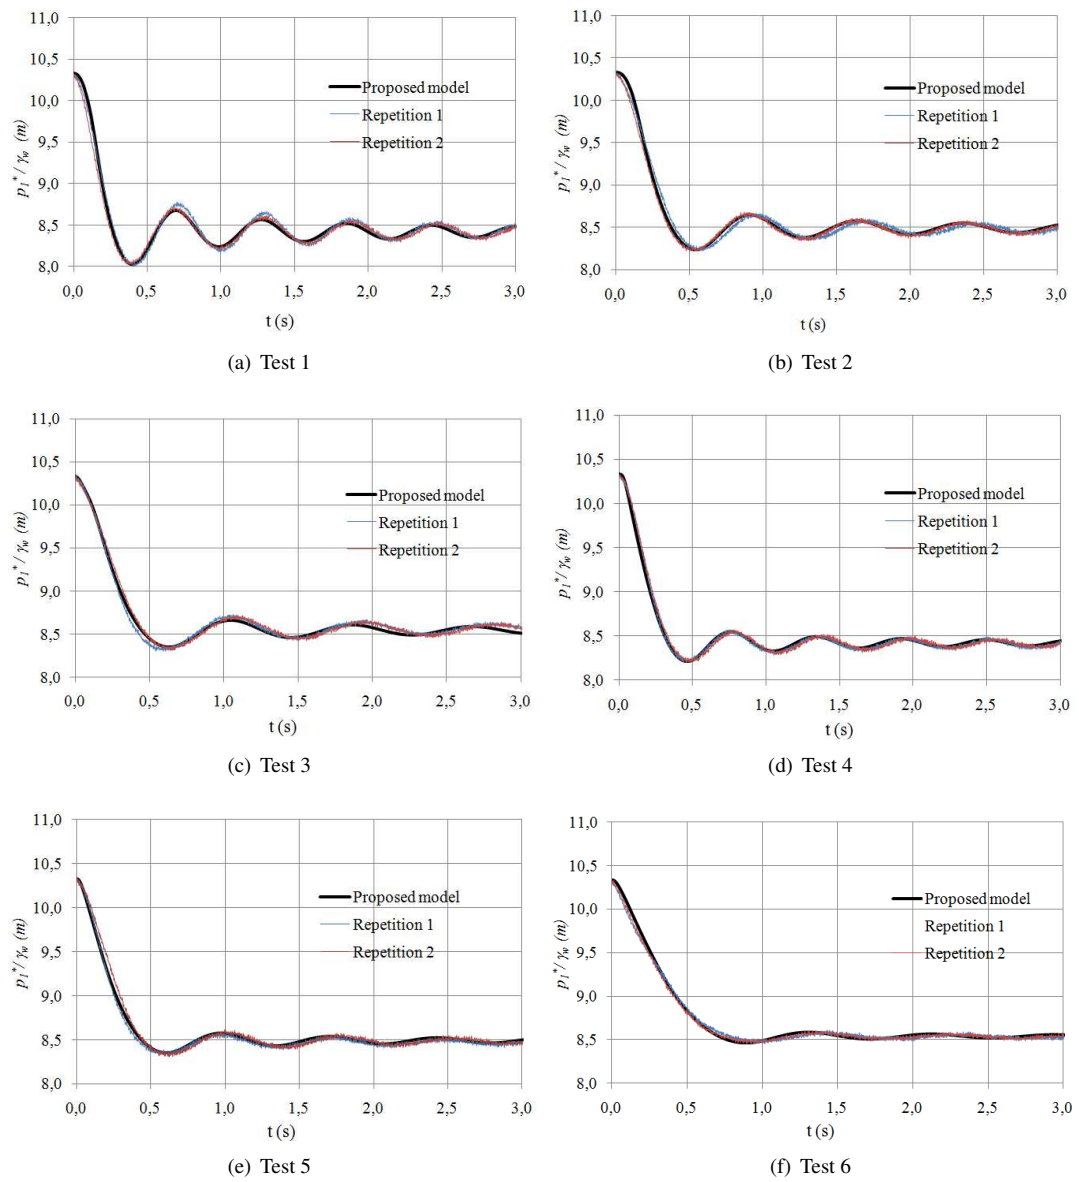 11,0
10,5
10,0
9,5
9,0
8,5
8,0
p₁*/γw (m)
Proposed model
Repetition 1
Repetition 2
0,0 0,5 1,0 1,5 2,0 2,5 3,0
t (s)
(a) Test 1
11,0
10,5
10,0
9,5
9,0
8,5
8,0
p₁*/γw (m)
Proposed model
Repetition 1
Repetition 2
0,0 0,5 1,0 1,5 2,0 2,5 3,0
t (s)
(b) Test 2
11,0
10,5
10,0
9,5
9,0
8,5
8,0
p₁*/γw (m)
Proposed model
Repetition 1
Repetition 2
0,0 0,5 1,0 1,5 2,0 2,5 3,0
t (s)
(c) Test 3
11,0
10,5
10,0
9,5
9,0
8,5
8,0
p₁*/γw (m)
Proposed model
Repetition 1
Repetition 2
0,0 0,5 1,0 1,5 2,0 2,5 3,0
t (s)
(d) Test 4
11,0
10,5
10,0
9,5
9,0
8,5
8,0
p₁*/γw (m)
Proposed model
Repetition 1
Repetition 2
0,0 0,5 1,0 1,5 2,0 2,5 3,0
t (s)
(e) Test 5
11,0
10,5
10,0
9,5
9,0
8,5
8,0
p₁*/γw (m)
Proposed model
Repetition 1
Repetition 2
0,0 0,5 1,0 1,5 2,0 2,5 3,0
t (s)
(f) Test 6